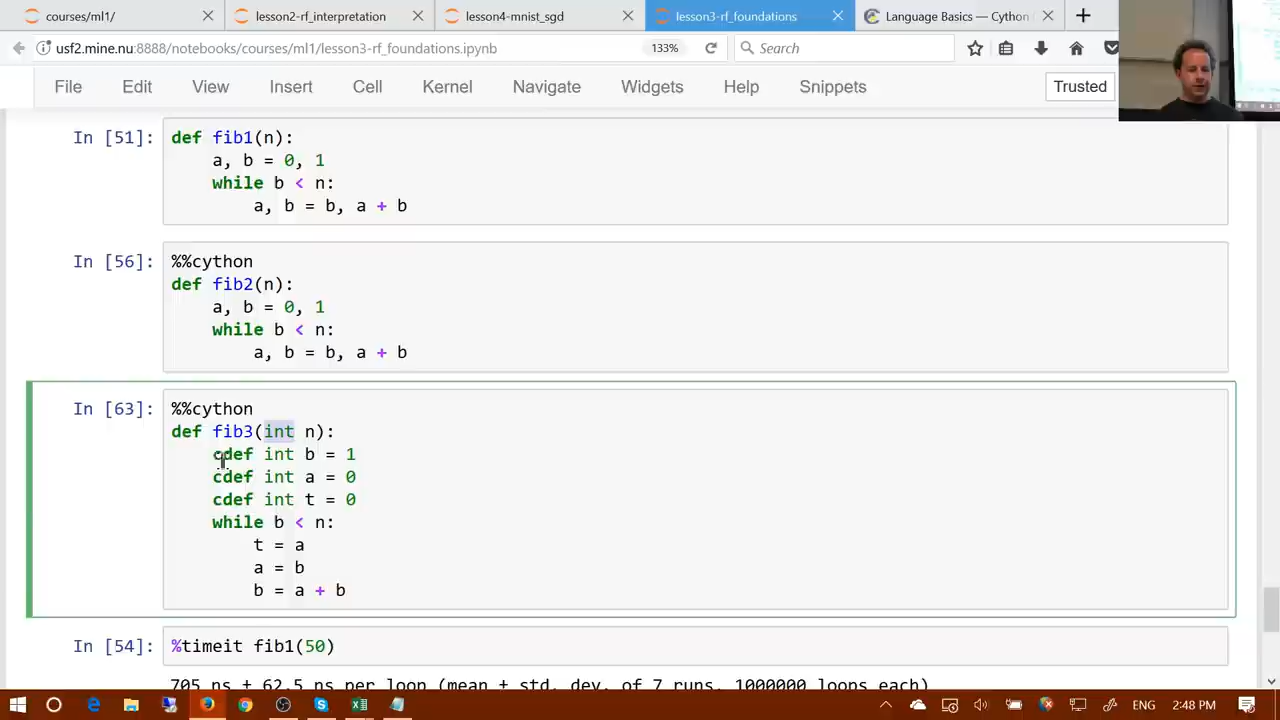 courses/ml1/
lesson2-rf_interpretation
lesson4-mnist_sgd
lesson3-rf_foundations
Language Basics — Cython
usf2.mine.nu:8888/notebooks/courses/ml1/lesson3-rf_foundations.ipynb
133%
Search
File Edit View Insert Cell Kernel Navigate Widgets Help Snippets Trusted
In [51]: def fib1(n):
a, b = 0, 1
while b < n:
a, b = b, a + b
In [56]: %%cython
def fib2(n):
a, b = 0, 1
while b < n:
a, b = b, a + b
In [63]: %%cython
def fib3(int n):
cdef int b = 1
cdef int a = 0
cdef int t = 0
while b < n:
t = a
a = b
b = a + b
In [54]: %timeit fib1(50)
705 ns ± 62.5 ns per loop (mean ± std. dev. of 7 runs, 1000000 loops each)
ENG 2:48 PM